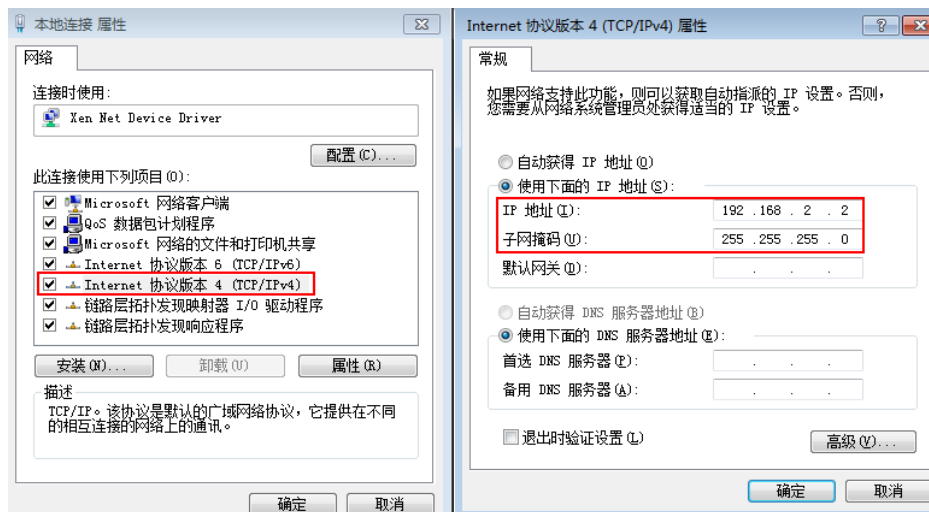 本地连接 属性
网络
连接时使用:
Xen Net Device Driver
配置(C)...
此连接使用下列项目(O):
Microsoft 网络客户端
QoS 数据包计划程序
Microsoft 网络的文件和打印机共享
Internet 协议版本 6 (TCP/IPv6)
Internet 协议版本 4 (TCP/IPv4)
链路层拓扑发现映射器 I/O 驱动程序
链路层拓扑发现响应程序
安装(N)...
卸载(U)
属性(R)
描述
TCP/IP。该协议是默认的广域网络协议，它提供在不同
的相互连接的网络上的通讯。
确定
取消
Internet 协议版本 4 (TCP/IPv4) 属性
常规
如果网络支持此功能，则可以获取自动指派的 IP 设置。否则，
您需要从网络系统管理员处获得适当的 IP 设置。
自动获得 IP 地址(O)
使用下面的 IP 地址(S):
IP 地址(I): 192 .168 . 2 . 2
子网掩码(U): 255 .255 .255 . 0
默认网关(D): . . .
自动获得 DNS 服务器地址(B)
使用下面的 DNS 服务器地址(E):
首选 DNS 服务器(P): . . .
备用 DNS 服务器(A): . . .
退出时验证设置(L)
高级(V)...
确定
取消